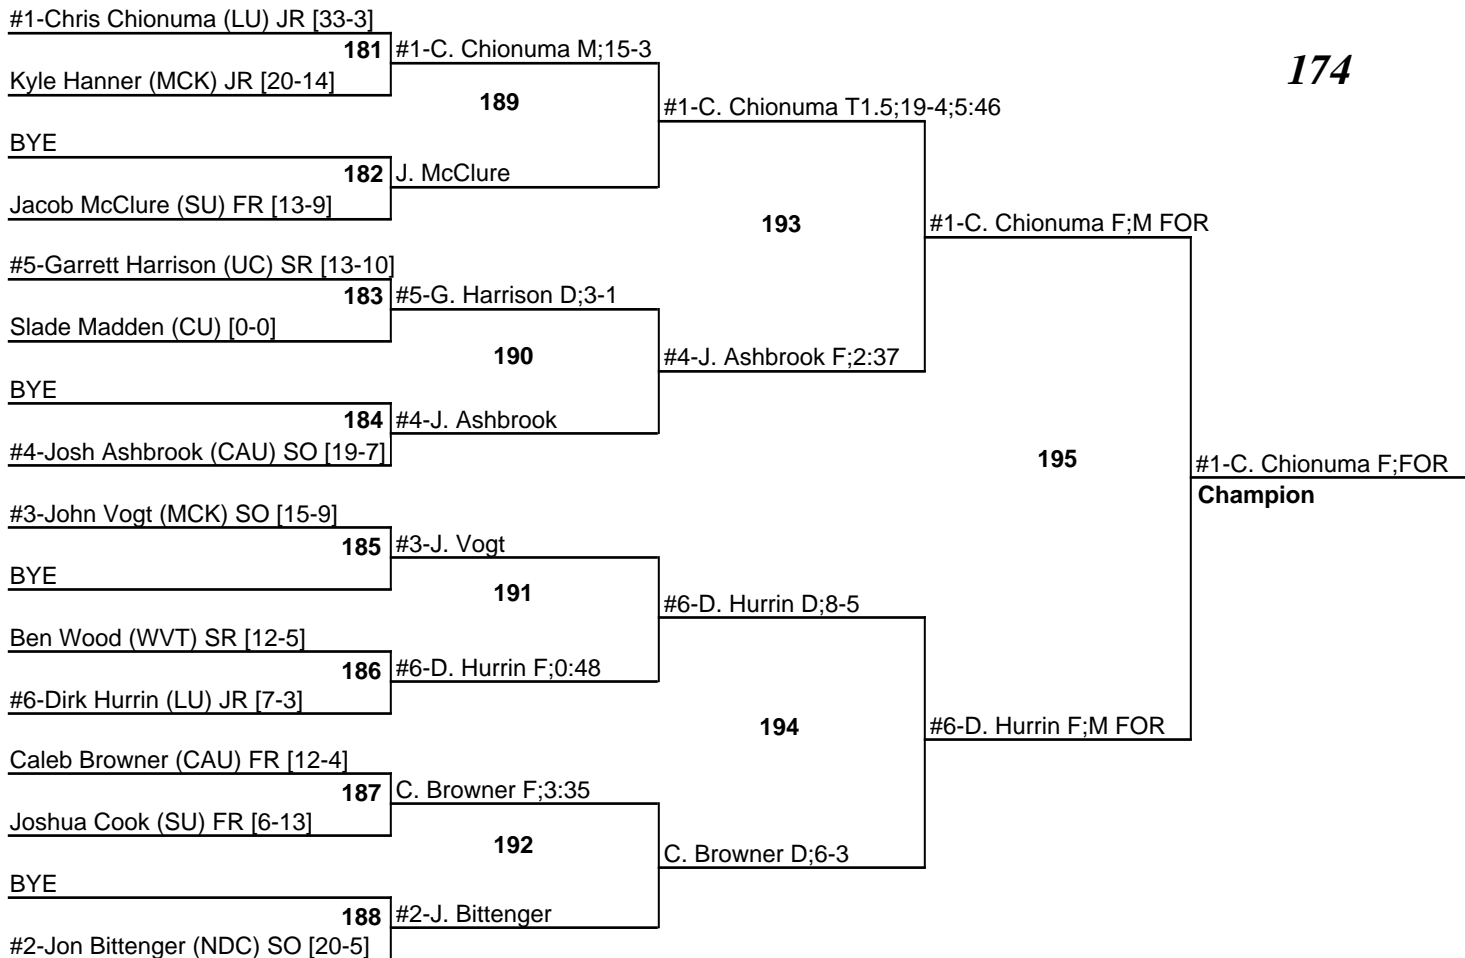 #1-Chris Chionuma (LU) JR [33-3]
181 #1-C. Chionuma M;15-3
174
Kyle Hanner (MCK) JR [20-14]
189
#1-C. Chionuma T1.5;19-4;5:46
BYE
182 J. McClure
Jacob McClure (SU) FR [13-9]
193
#1-C. Chionuma F;M FOR
#5-Garrett Harrison (UC) SR [13-10]
183 #5-G. Harrison D;3-1
Slade Madden (CU) [0-0]
190
#4-J. Ashbrook F;2:37
BYE
184 #4-J. Ashbrook
#4-Josh Ashbrook (CAU) SO [19-7]
195
#1-C. Chionuma F;FOR
Champion
#3-John Vogt (MCK) SO [15-9]
185 #3-J. Vogt
BYE
191
#6-D. Hurrin D;8-5
Ben Wood (WVT) SR [12-5]
186 #6-D. Hurrin F;0:48
#6-Dirk Hurrin (LU) JR [7-3]
194
#6-D. Hurrin F;M FOR
Caleb Browner (CAU) FR [12-4]
187 C. Browner F;3:35
Joshua Cook (SU) FR [6-13]
192
C. Browner D;6-3
BYE
188 #2-J. Bittenger
#2-Jon Bittenger (NDC) SO [20-5]